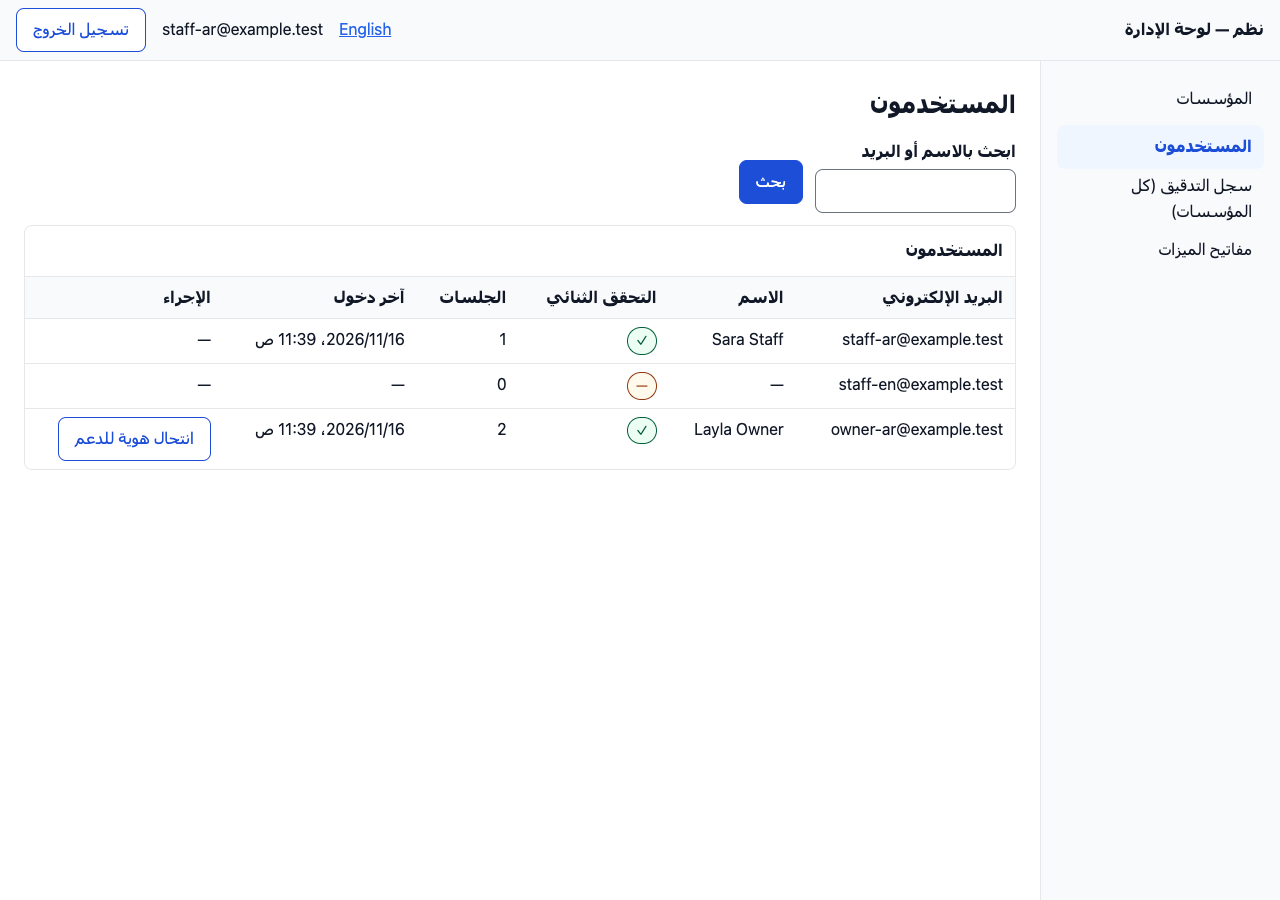 نظم — لوحة الإدارة
English
staff-ar@example.test
تسجيل الخروج
المؤسسات
المستخدمون
سجل التدقيق (كل
المؤسسات)
مفاتيح الميزات
المستخدمون
ابحث بالاسم أو البريد
بحث
المستخدمون
البريد الإلكتروني الاسم التحقق الثنائي الجلسات آخر دخول الإجراء
staff-ar@example.test Sara Staff ✓ 1 2026/11/16، 11:39 ص —
staff-en@example.test — — 0 — —
owner-ar@example.test Layla Owner ✓ 2 2026/11/16، 11:39 ص انتحال هوية للدعم